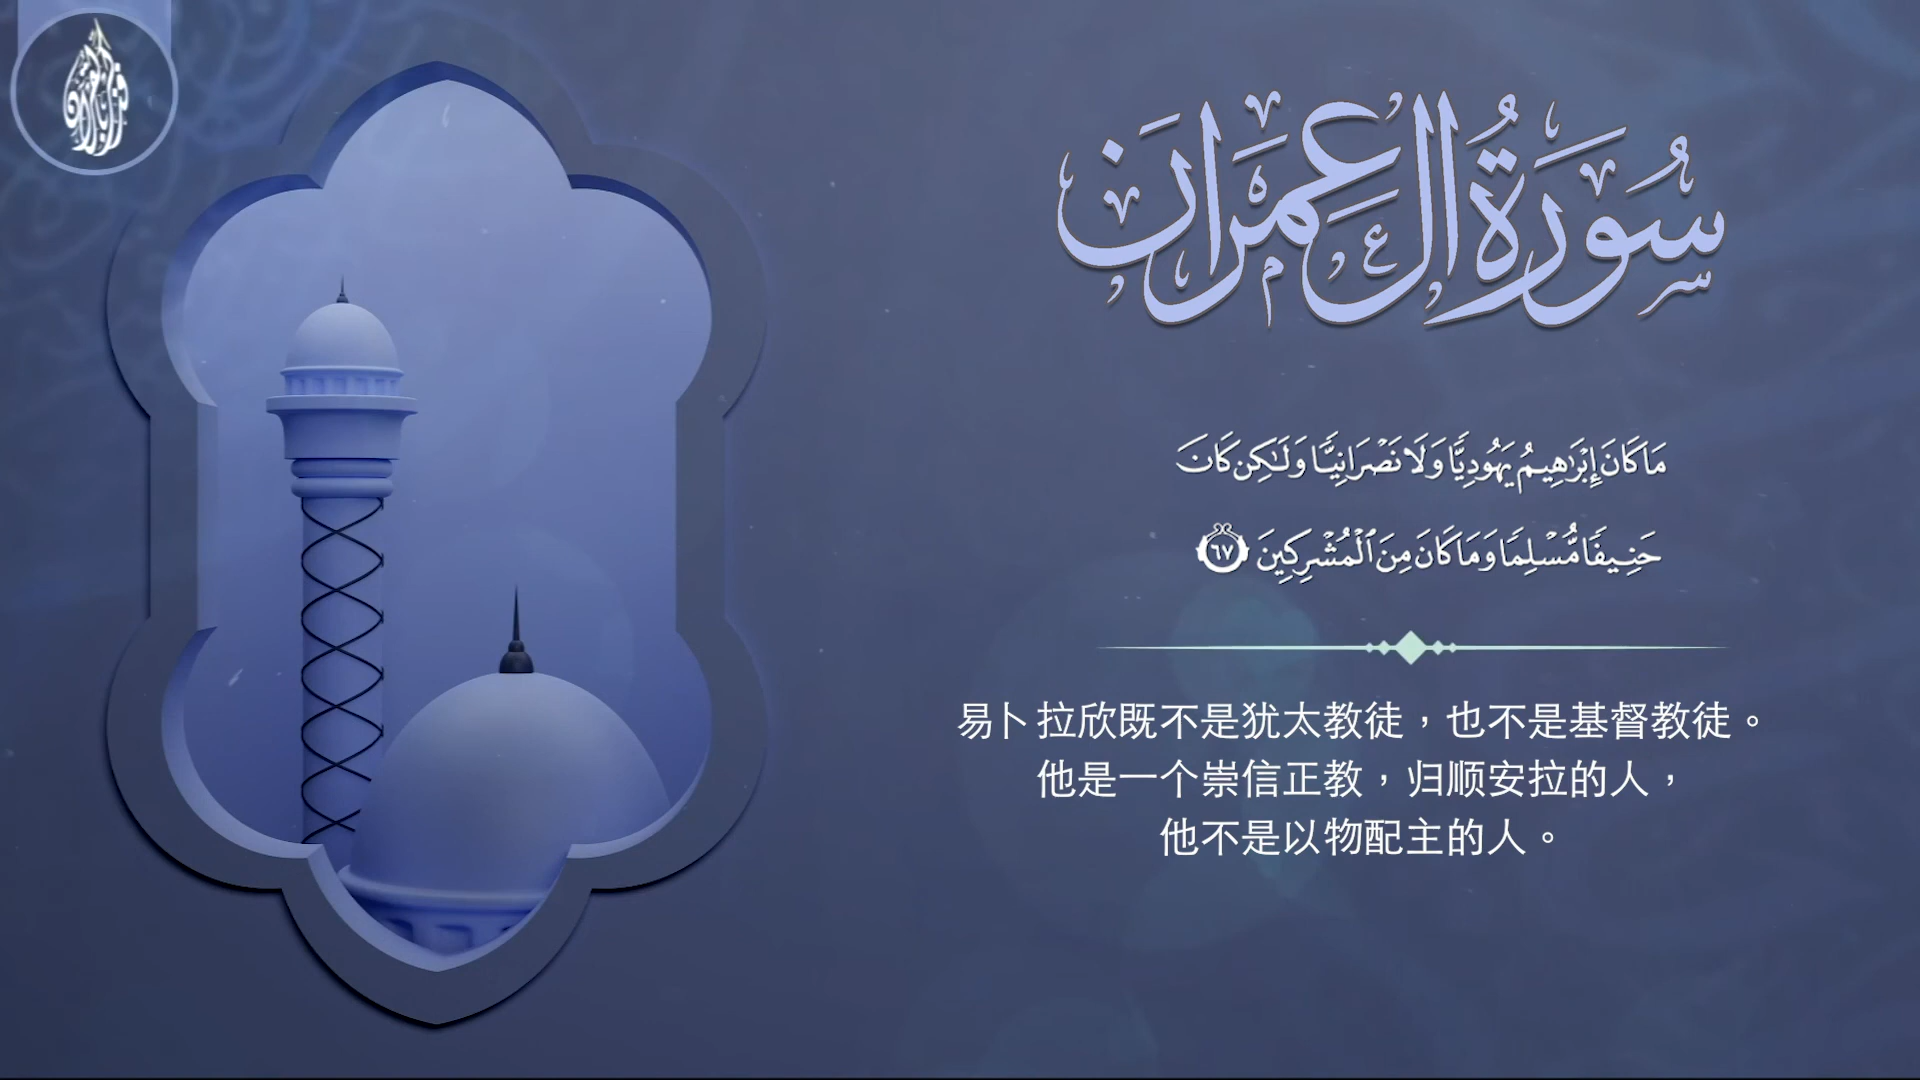 سُورَةُ آلِ عِمْرَانَ
مَا كَانَ إِبْرَٰهِيمُ يَهُودِيًّا وَلَا نَصْرَانِيًّا وَلَٰكِن كَانَ
حَنِيفًا مُّسْلِمًا وَمَا كَانَ مِنَ ٱلْمُشْرِكِينَ ٦٧
易卜拉欣既不是犹太教徒，也不是基督教徒。
他是一个崇信正教，归顺安拉的人，
他不是以物配主的人。